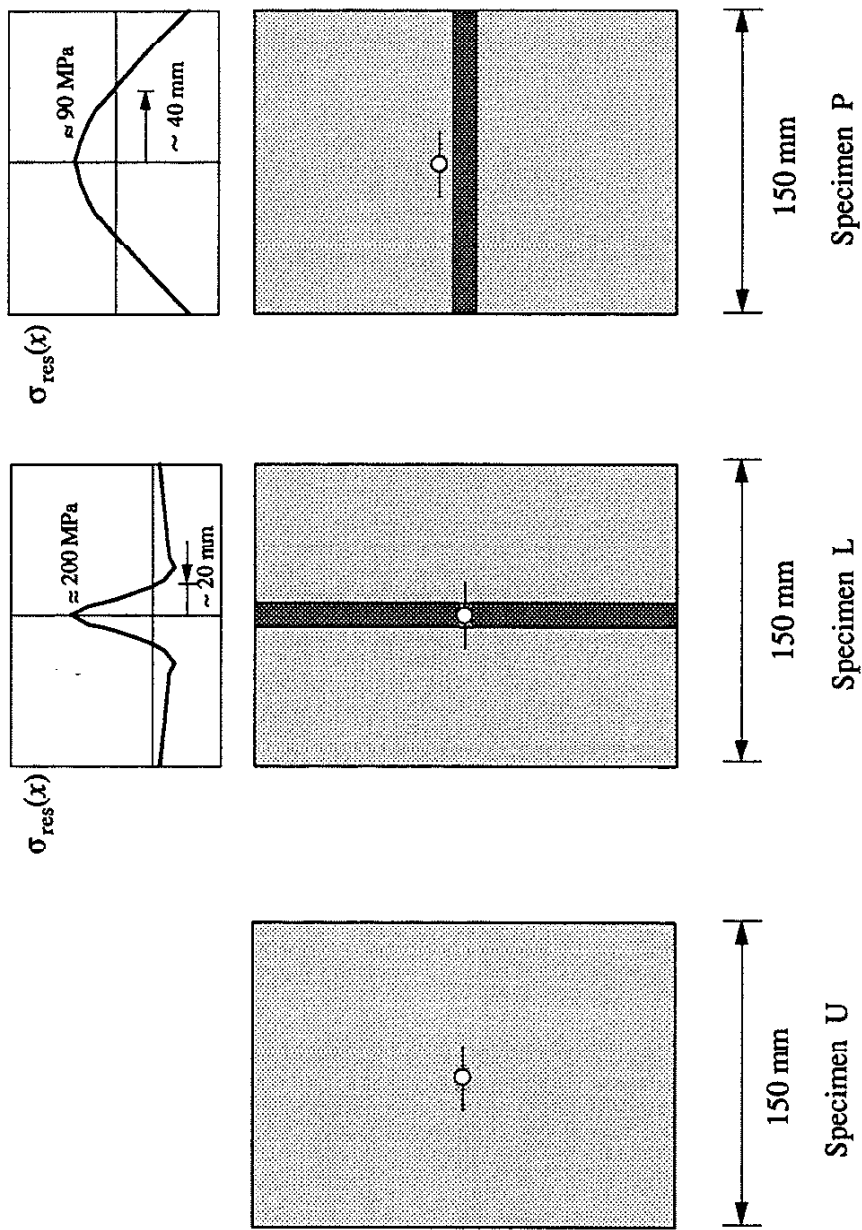 σres(x)
≈ 200 MPa
~ 20 mm
σres(x)
≈ 90 MPa
~ 40 mm
150 mm
150 mm
150 mm
Specimen U
Specimen L
Specimen P